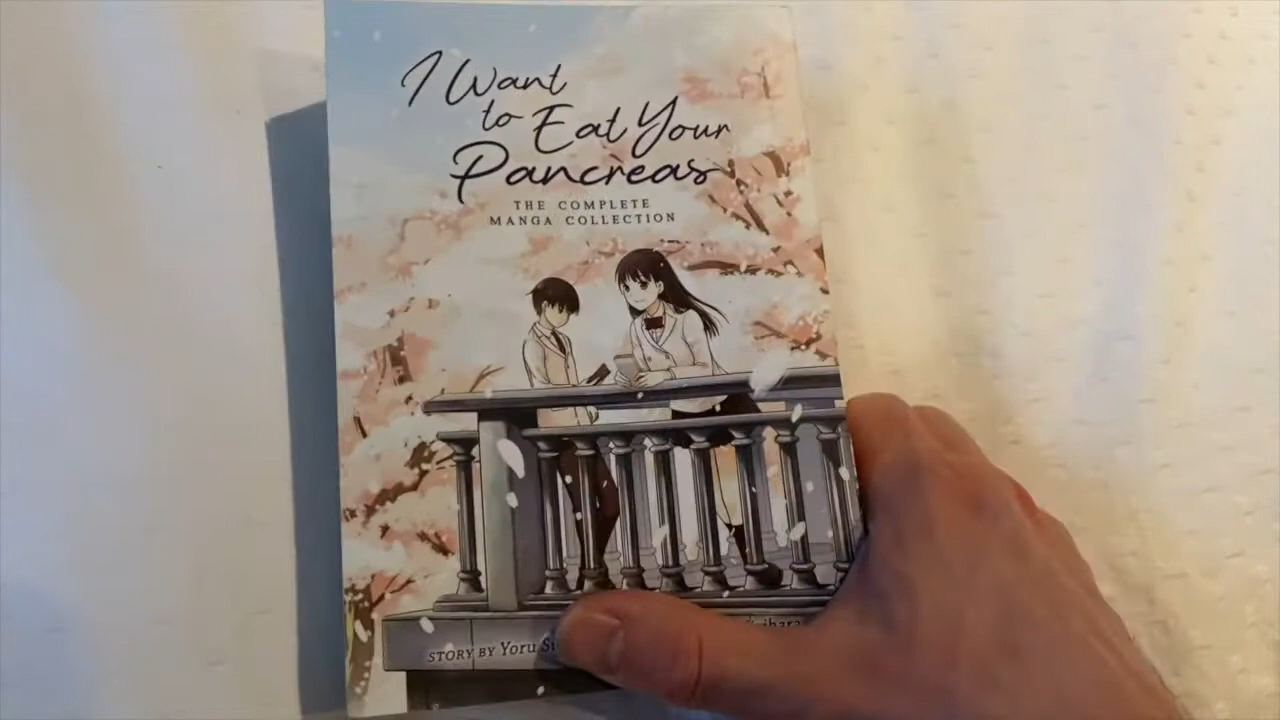 I Want
to Eat Your
Pancreas
THE COMPLETE
MANGA COLLECTION
STORY BY Yoru